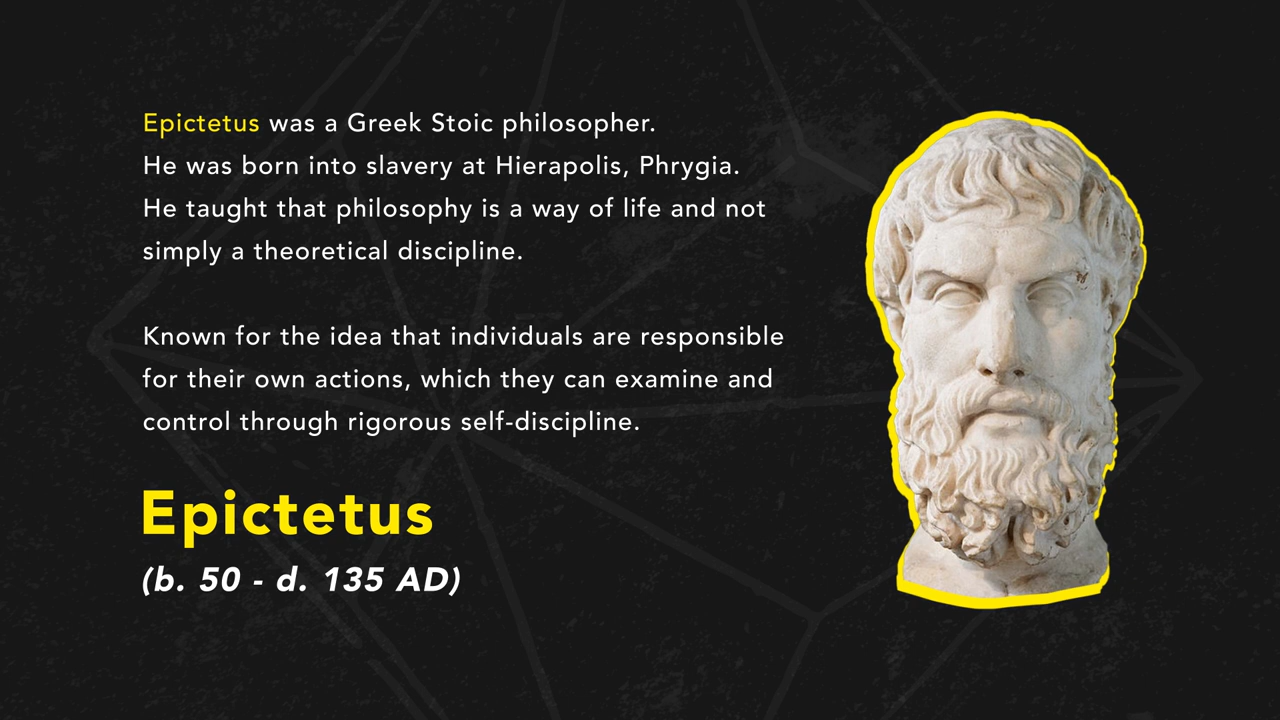 Epictetus was a Greek Stoic philosopher.
He was born into slavery at Hierapolis, Phrygia.
He taught that philosophy is a way of life and not
simply a theoretical discipline.
Known for the idea that individuals are responsible
for their own actions, which they can examine and
control through rigorous self-discipline.
Epictetus
(b. 50 - d. 135 AD)